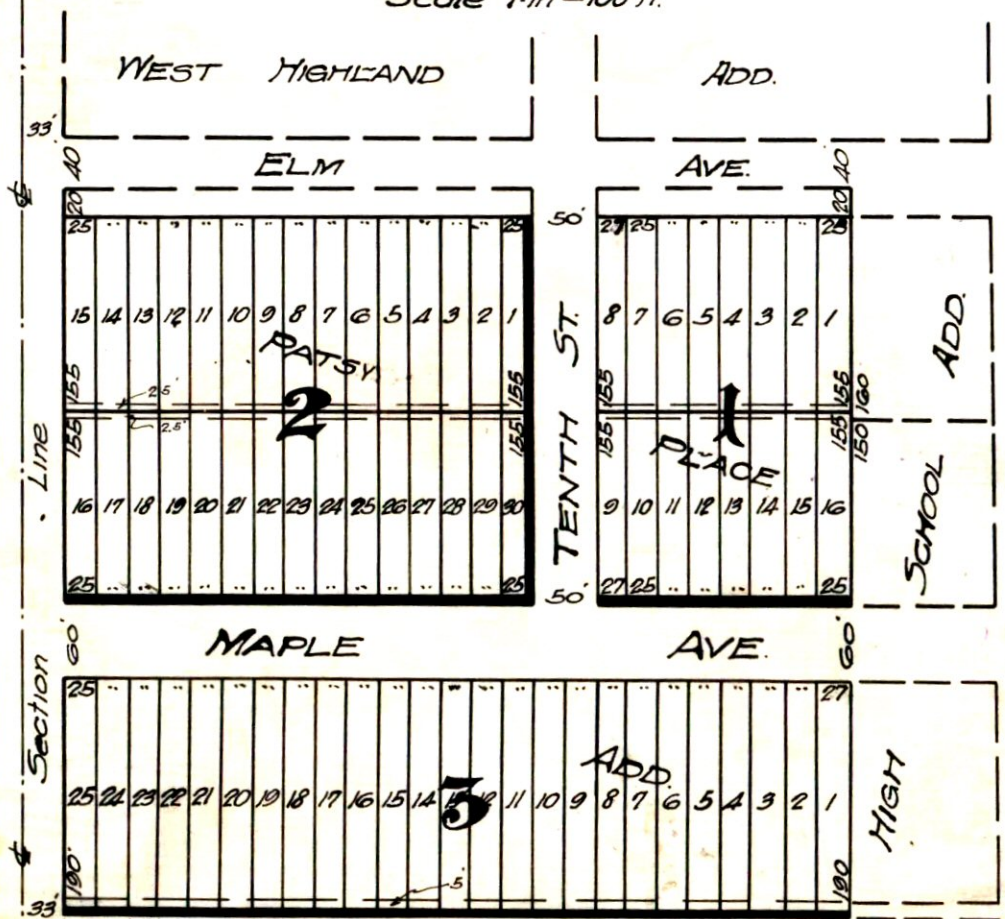 Scale 1in=100 ft.
WEST HIGHLAND ADD.
33'
40 ELM AVE. 40
20 20
25 " " " " " " " " " " " " " 25 50' 27 25 " " " " " 25
15 14 13 12 11 10 9 8 7 6 5 4 3 2 1
8 7 6 5 4 3 2 1
PATSY
TENTH ST.
ADD.
155 155 155 155 160
2.5'
2 1
2.5'
155 155 155 155 150
PLACE
Line
SCHOOL
16 17 18 19 20 21 22 23 24 25 26 27 28 29 30
9 10 11 12 13 14 15 16
25 " " " " " " " " " " " " " 25 50' 27 25 " " " " " 25
60' MAPLE AVE. 60'
Section
25 " " " " " " " " " " " " " " " " " " " " " " " 27
ADD.
25 24 23 22 21 20 19 18 17 16 15 14 13 12 11 10 9 8 7 6 5 4 3 2 1
3
HIGH
190' 5' 190
33'